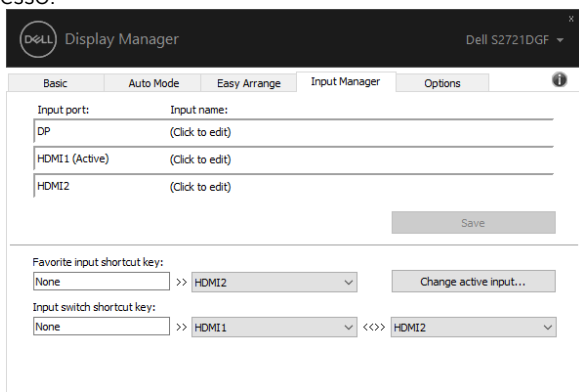 esso.
x
DELL Display Manager Dell S2721DGF
Basic Auto Mode Easy Arrange Input Manager Options i
Input port: Input name:
DP (Click to edit)
HDMI1 (Active) (Click to edit)
HDMI2 (Click to edit)
Save
Favorite input shortcut key:
None >> HDMI2 Change active input...
Input switch shortcut key:
None >> HDMI1 <<>> HDMI2